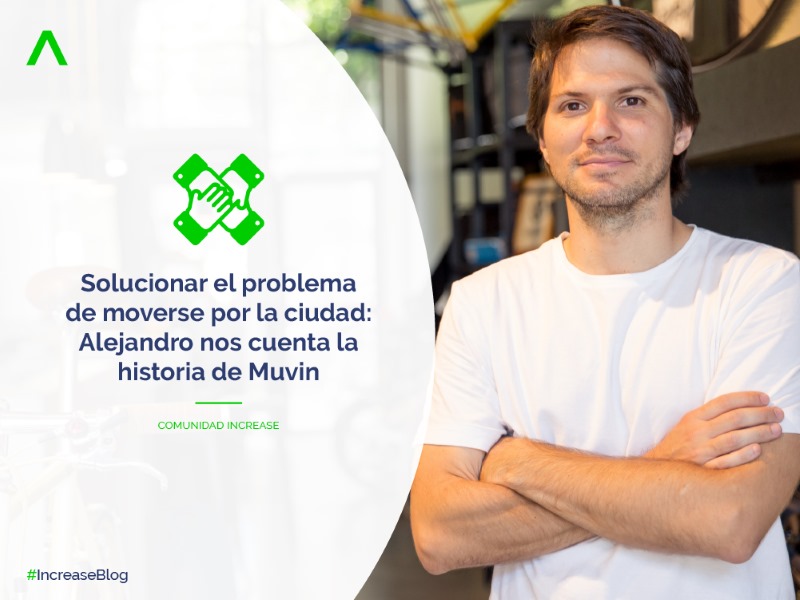 Solucionar el problema
de moverse por la ciudad:
Alejandro nos cuenta la
historia de Muvin
COMUNIDAD INCREASE
#IncreaseBlog